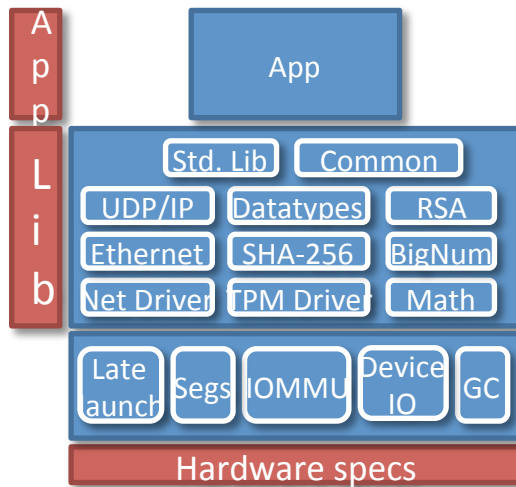 App
App
Lib
Std. Lib
Common
UDP/IP
Datatypes
RSA
Ethernet
SHA-256
BigNum
Net Driver
TPM Driver
Math
Late
aunch
Segs
IOMMU
Device
IO
GC
Hardware specs